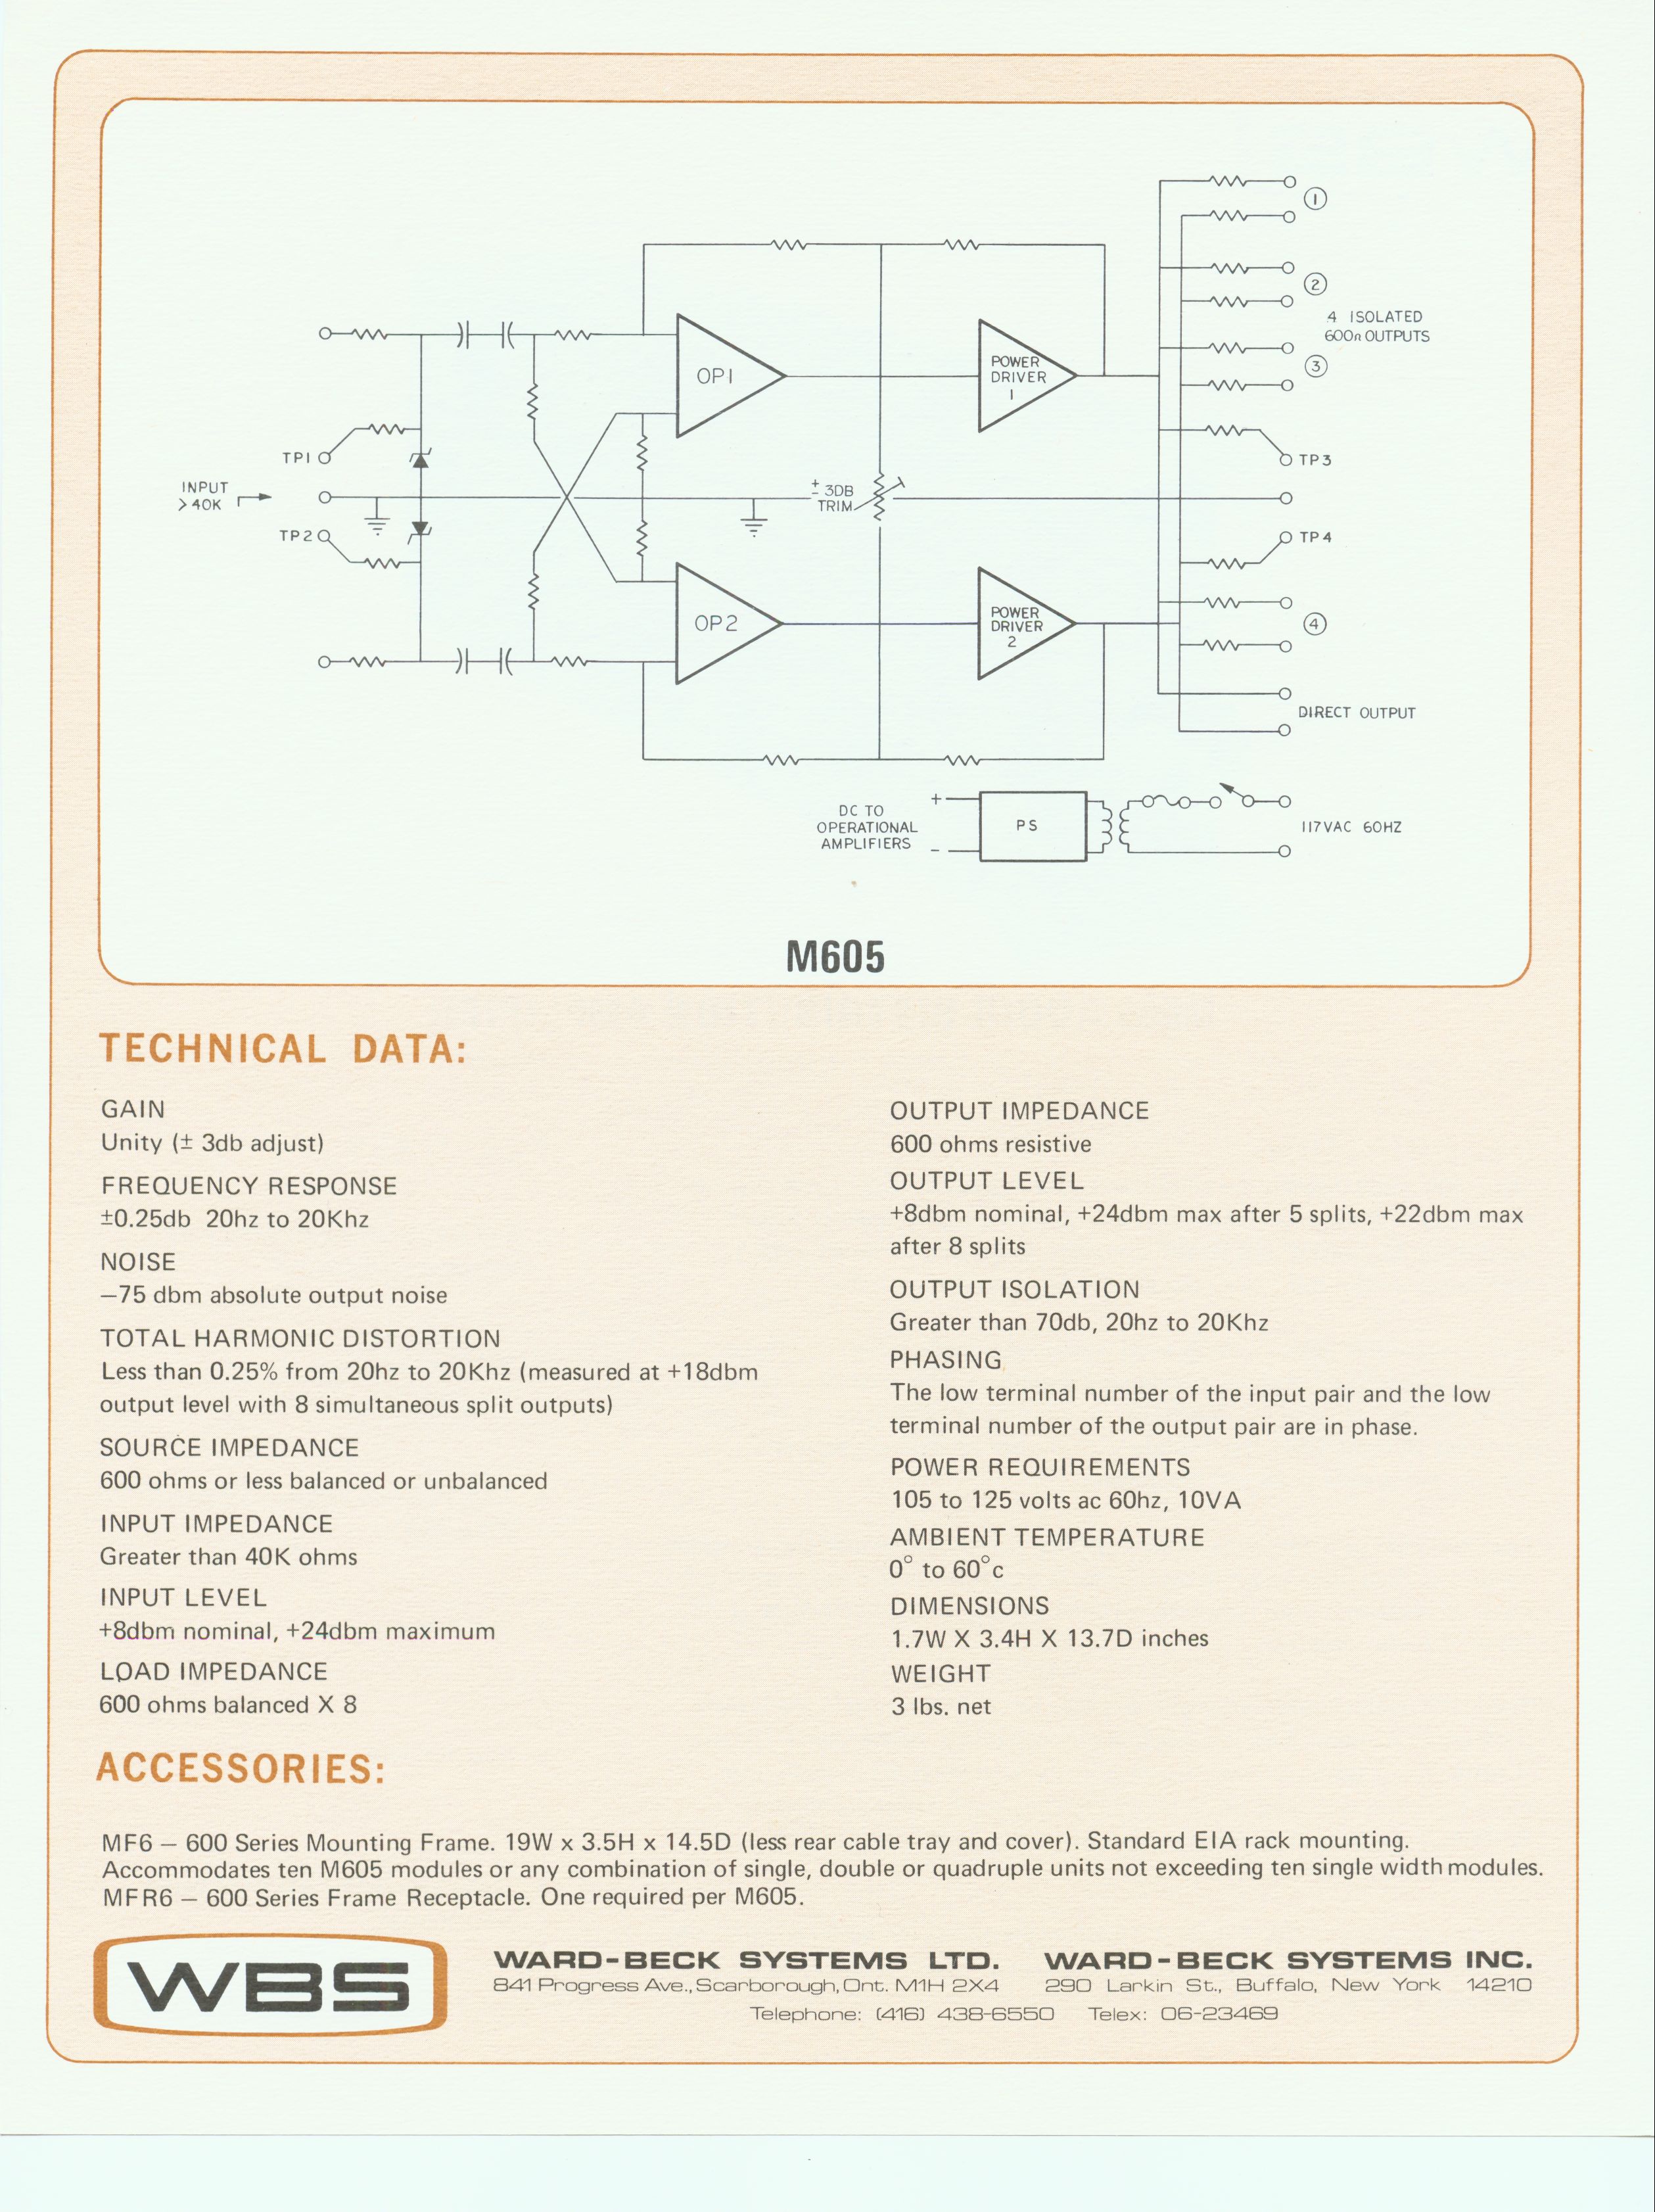 1
2
4 ISOLATED
600Ω OUTPUTS
3
OP1
POWER
DRIVER
1
TP1
TP3
INPUT
>40K
± 3DB
TRIM
TP2
TP4
OP2
POWER
DRIVER
2
4
DIRECT OUTPUT
DC TO
OPERATIONAL
AMPLIFIERS
+
−
PS
117VAC 60HZ
M605
TECHNICAL DATA:
GAIN
Unity (± 3db adjust)
FREQUENCY RESPONSE
±0.25db 20hz to 20Khz
NOISE
—75 dbm absolute output noise
TOTAL HARMONIC DISTORTION
Less than 0.25% from 20hz to 20Khz (measured at +18dbm
output level with 8 simultaneous split outputs)
SOURCE IMPEDANCE
600 ohms or less balanced or unbalanced
INPUT IMPEDANCE
Greater than 40K ohms
INPUT LEVEL
+8dbm nominal, +24dbm maximum
LOAD IMPEDANCE
600 ohms balanced X 8
OUTPUT IMPEDANCE
600 ohms resistive
OUTPUT LEVEL
+8dbm nominal, +24dbm max after 5 splits, +22dbm max
after 8 splits
OUTPUT ISOLATION
Greater than 70db, 20hz to 20Khz
PHASING
The low terminal number of the input pair and the low
terminal number of the output pair are in phase.
POWER REQUIREMENTS
105 to 125 volts ac 60hz, 10VA
AMBIENT TEMPERATURE
0° to 60°c
DIMENSIONS
1.7W X 3.4H X 13.7D inches
WEIGHT
3 lbs. net
ACCESSORIES:
MF6 — 600 Series Mounting Frame. 19W x 3.5H x 14.5D (less rear cable tray and cover). Standard EIA rack mounting.
Accommodates ten M605 modules or any combination of single, double or quadruple units not exceeding ten single width modules.
MFR6 — 600 Series Frame Receptacle. One required per M605.
WBS
WARD-BECK SYSTEMS LTD. WARD-BECK SYSTEMS INC.
841 Progress Ave., Scarborough, Ont. M1H 2X4 290 Larkin St., Buffalo, New York 14210
Telephone: (416) 438-6550 Telex: 06-23469